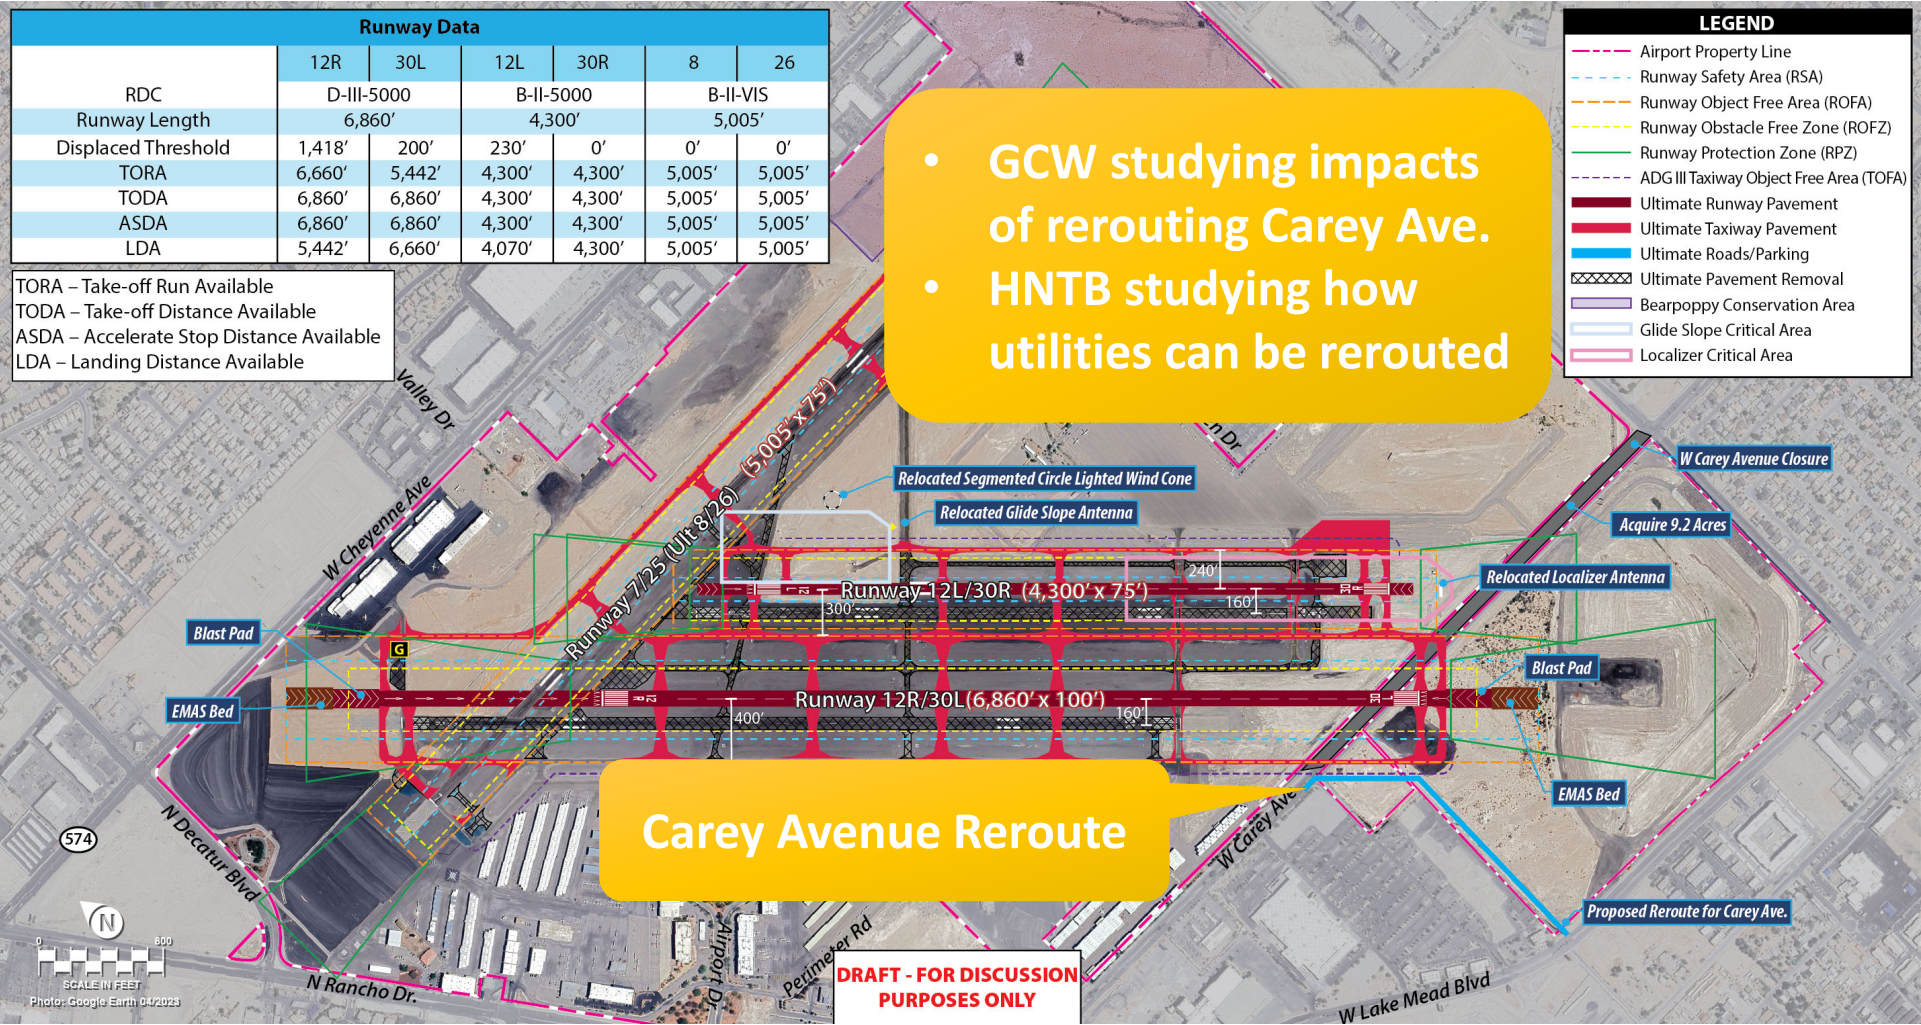 Runway Data
12R 30L 12L 30R 8 26
RDC D-III-5000 B-II-5000 B-II-VIS
Runway Length 6,860’ 4,300’ 5,005’
Displaced Threshold 1,418’ 200’ 230’ 0’ 0’ 0’
TORA 6,660’ 5,442’ 4,300’ 4,300’ 5,005’ 5,005’
TODA 6,860’ 6,860’ 4,300’ 4,300’ 5,005’ 5,005’
ASDA 6,860’ 6,860’ 4,300’ 4,300’ 5,005’ 5,005’
LDA 5,442’ 6,660’ 4,070’ 4,300’ 5,005’ 5,005’
TORA – Take-off Run Available
TODA – Take-off Distance Available
ASDA – Accelerate Stop Distance Available
LDA – Landing Distance Available
LEGEND
Airport Property Line
Runway Safety Area (RSA)
Runway Object Free Area (ROFA)
Runway Obstacle Free Zone (ROFZ)
Runway Protection Zone (RPZ)
ADG III Taxiway Object Free Area (TOFA)
Ultimate Runway Pavement
Ultimate Taxiway Pavement
Ultimate Roads/Parking
Ultimate Pavement Removal
Bearpoppy Conservation Area
Glide Slope Critical Area
Localizer Critical Area
• GCW studying impacts
of rerouting Carey Ave.
• HNTB studying how
utilities can be rerouted
Valley Dr
W Cheyenne Ave
Dr
W Carey Avenue Closure
Relocated Segmented Circle Lighted Wind Cone
Relocated Glide Slope Antenna
Acquire 9.2 Acres
Runway 7/25 (Ult 8/26) (5,005’ x 75’)
240’
Relocated Localizer Antenna
12L
Runway 12L/30R (4,300’ x 75’)
30R
300’
160’
Blast Pad
G
Blast Pad
EMAS Bed
12R
Runway 12R/30L(6,860’ x 100’)
30L
400’
160’
EMAS Bed
Carey Avenue Reroute
W Carey Ave
N Decatur Blvd
574
Proposed Reroute for Carey Ave.
N
0 800
SCALE IN FEET
Photo: Google Earth 04/2023
N Rancho Dr.
Airport Dr
Perimeter Rd
DRAFT - FOR DISCUSSION
PURPOSES ONLY
W Lake Mead Blvd